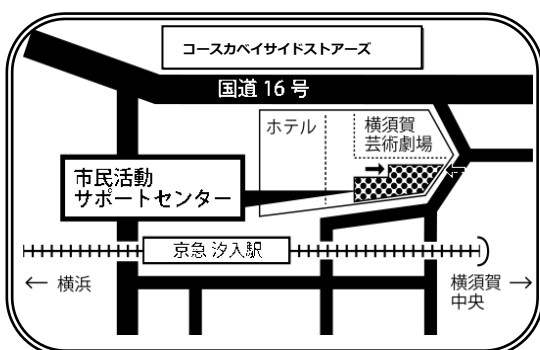 コースカベイサイドストアーズ
国道 16 号
ホテル
横須賀
芸術劇場
市民活動
サポートセンター
京急 汐入駅
← 横浜
横須賀 →
中央